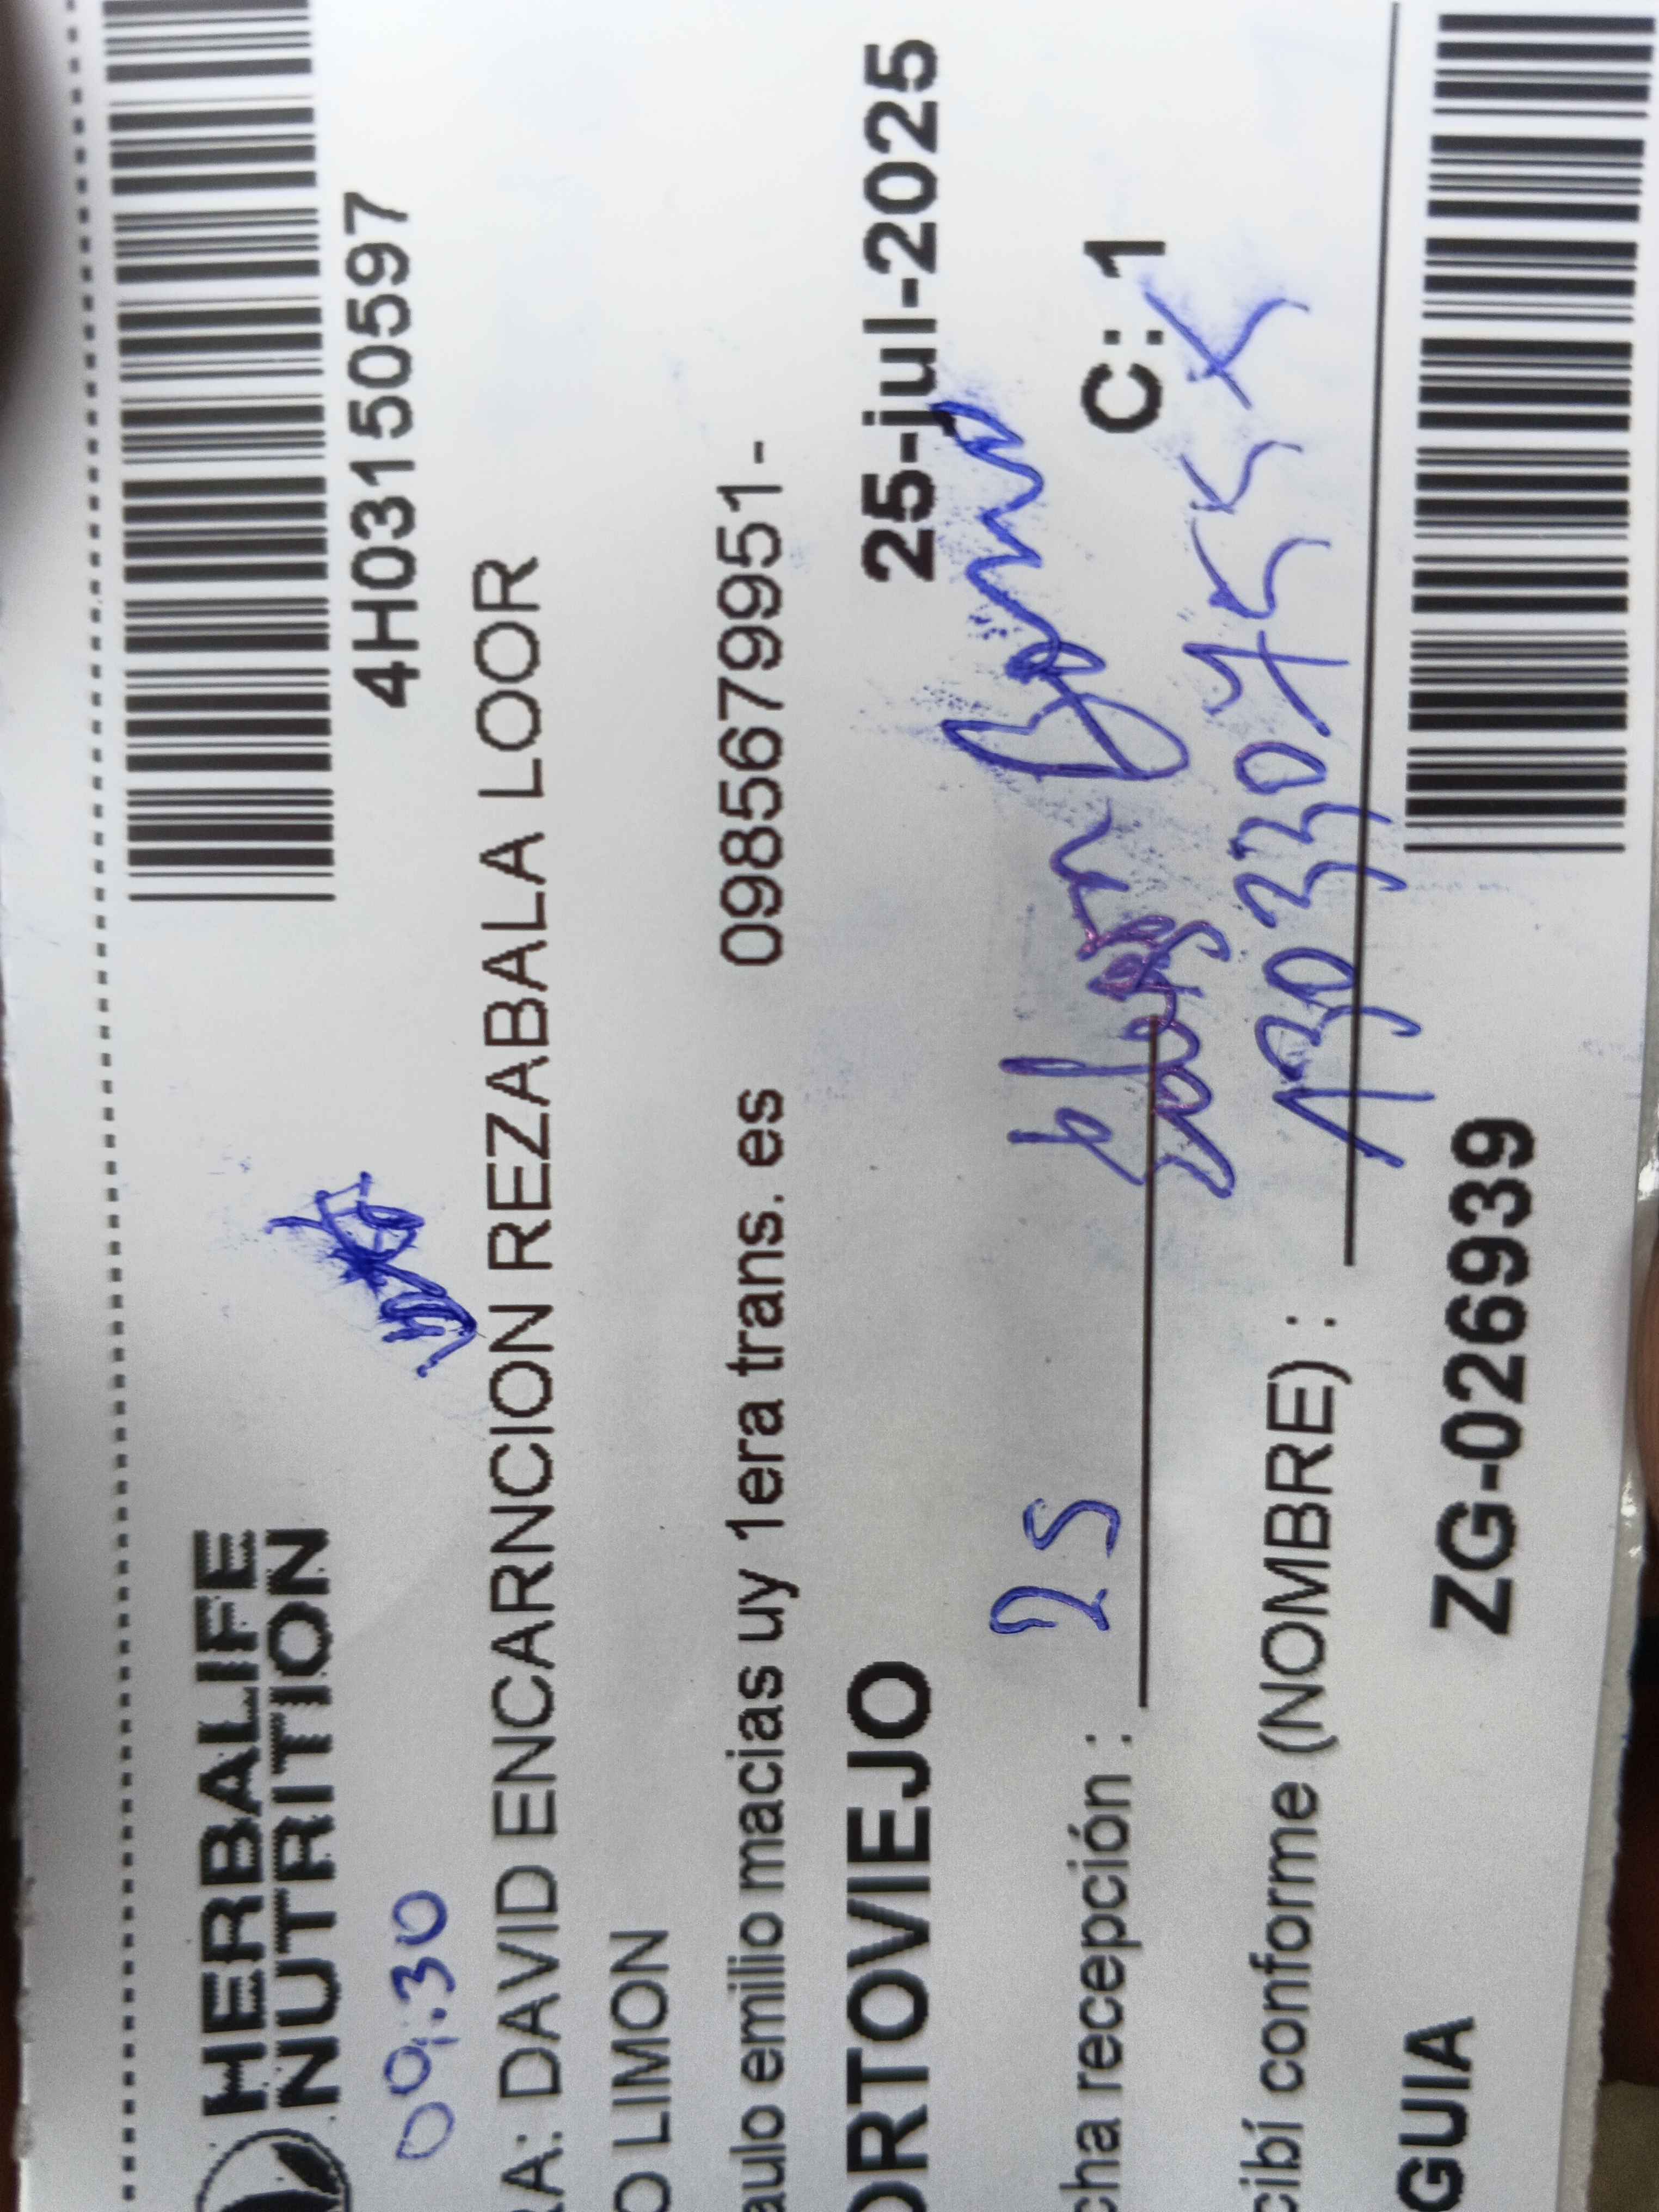 HERBALIFE
NUTRITION
4H03150597
09:30
RA: DAVID ENCARNCION REZABALA LOOR
O LIMON
aulo emilio macias uy 1era trans. es 0985679951-
ORTOVIEJO 25-jul-2025
cha recepción : 25 C: 1
cibí conforme (NOMBRE) :
GUIA ZG-026939